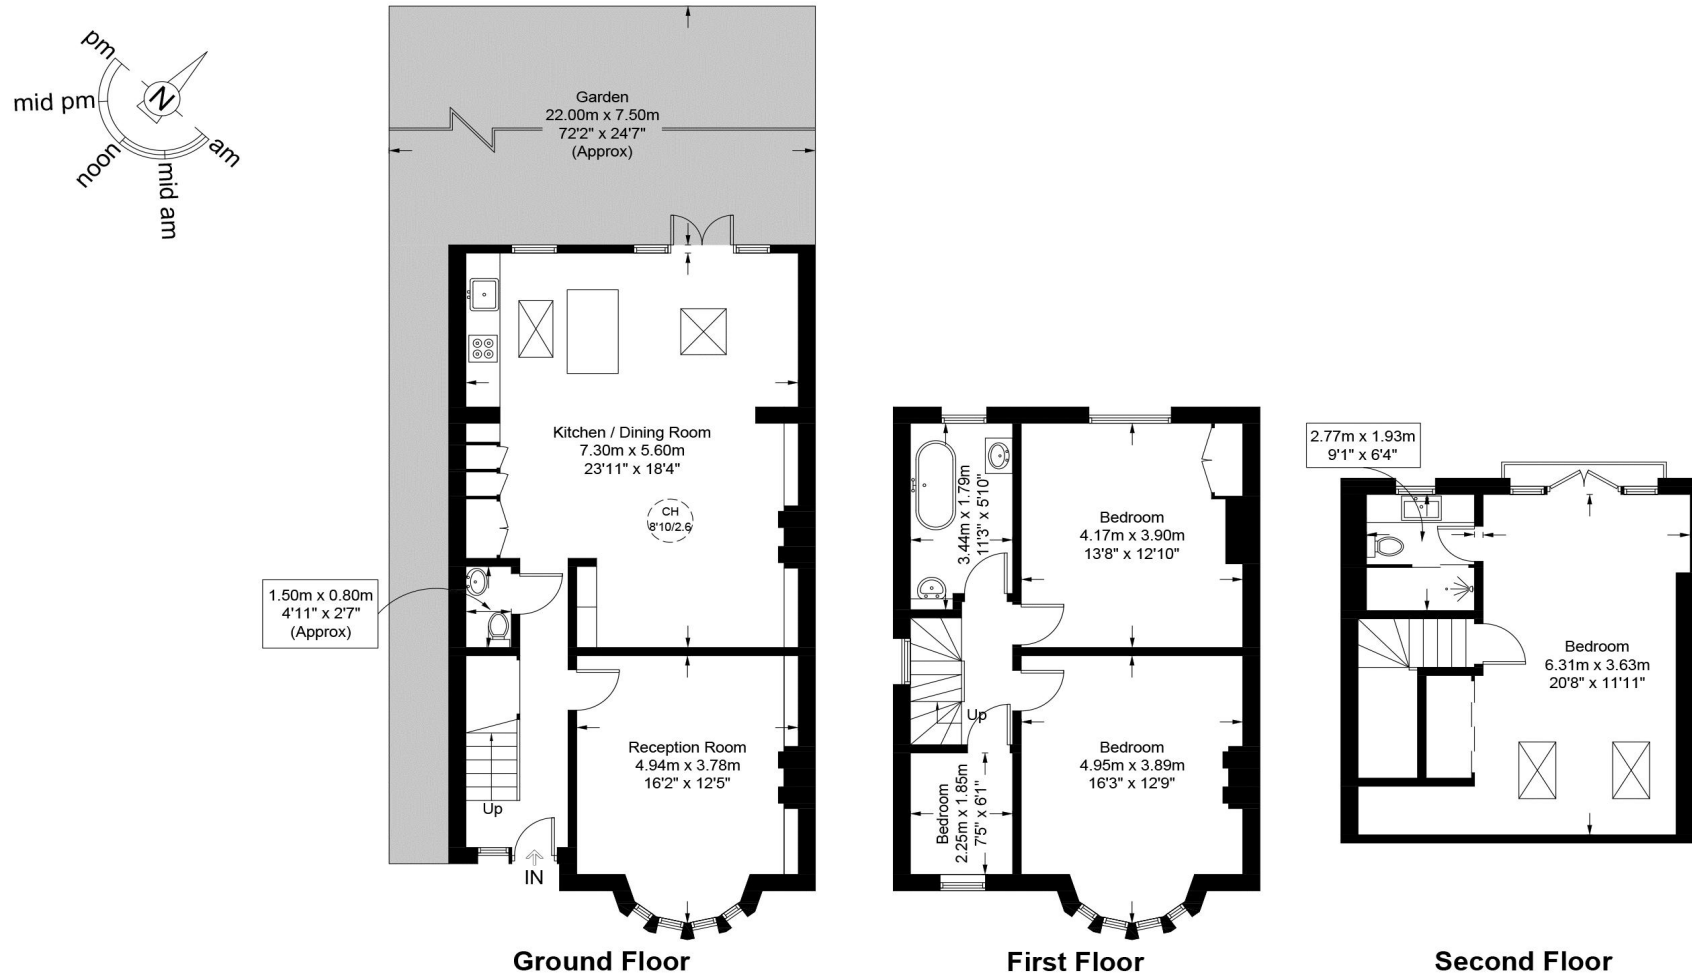 pm
mid pm
noon
mid am
am
N
Garden
22.00m x 7.50m
72'2" x 24'7"
(Approx)
Kitchen / Dining Room
7.30m x 5.60m
23'11" x 18'4"
CH
8'10/2.6
1.50m x 0.80m
4'11" x 2'7"
(Approx)
Reception Room
4.94m x 3.78m
16'2" x 12'5"
Up
IN
Ground Floor
3.44m x 1.79m
11'3" x 5'10"
Bedroom
4.17m x 3.90m
13'8" x 12'10"
Up
Bedroom
2.25m x 1.85m
7'5" x 6'1"
Bedroom
4.95m x 3.89m
16'3" x 12'9"
First Floor
2.77m x 1.93m
9'1" x 6'4"
Bedroom
6.31m x 3.63m
20'8" x 11'11"
Second Floor